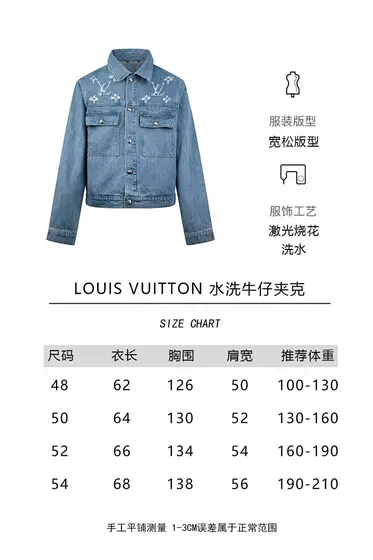 服装版型
宽松版型
服饰工艺
激光烧花
洗水
LOUIS VUITTON 水洗牛仔夹克
SIZE CHART
尺码 衣长 胸围 肩宽 推荐体重
48 62 126 50 100-130
50 64 130 52 130-160
52 66 134 54 160-190
54 68 138 56 190-210
手工平铺测量 1-3CM误差属于正常范围